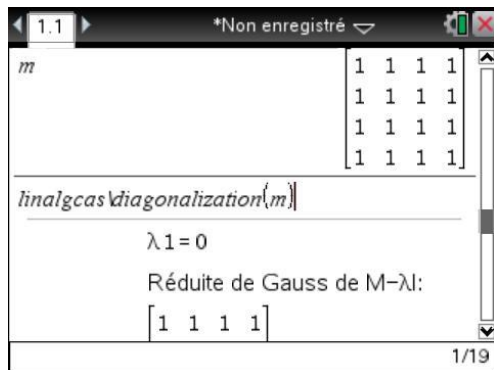 1.1 *Non enregistré
m
1 1 1 1
1 1 1 1
1 1 1 1
1 1 1 1
linalgcas\diagonalization(m)
λ1=0
Réduite de Gauss de M−λI:
1 1 1 1
1/19